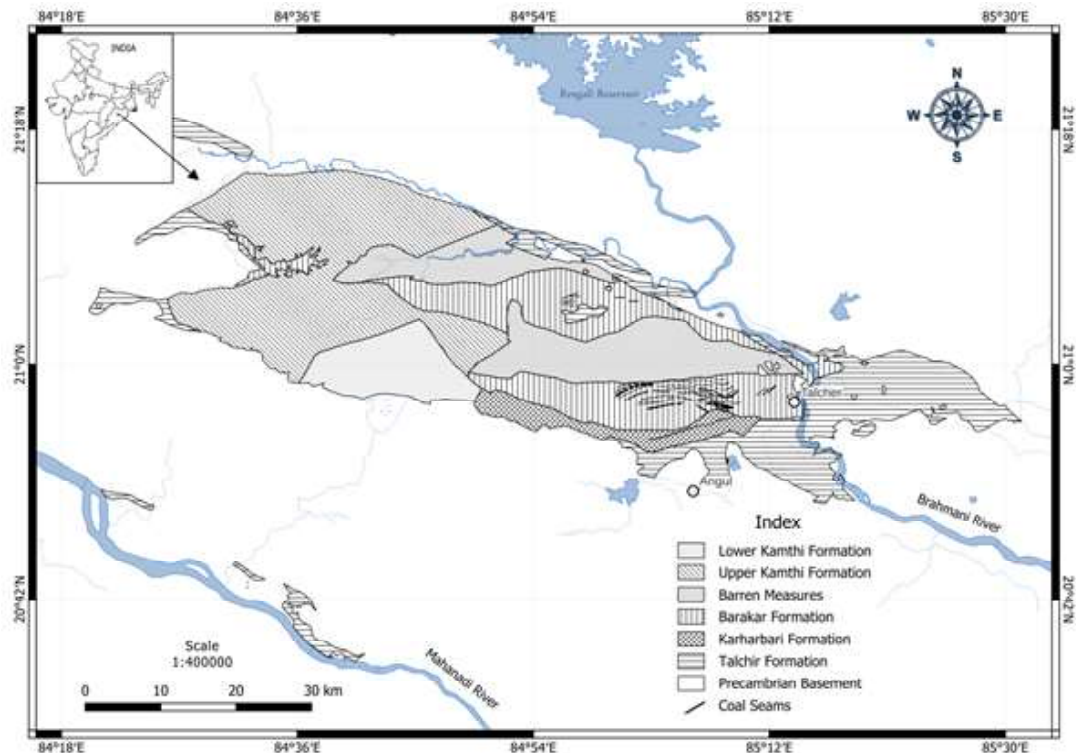 84°18'E 84°36'E 84°54'E 85°12'E 85°30'E
INDIA
N
W E
S
Rengali Reservoir
21°18'N 21°18'N
21°0'N 21°0'N
Talcher
Angul
Brahmani River
Index
Lower Kamthi Formation
Upper Kamthi Formation
Barren Measures
Barakar Formation
Karharbari Formation
Talchir Formation
Precambrian Basement
Coal Seams
20°42'N 20°42'N
Scale
1:400000
0 10 20 30 km
Mahanadi River
84°18'E 84°36'E 84°54'E 85°12'E 85°30'E